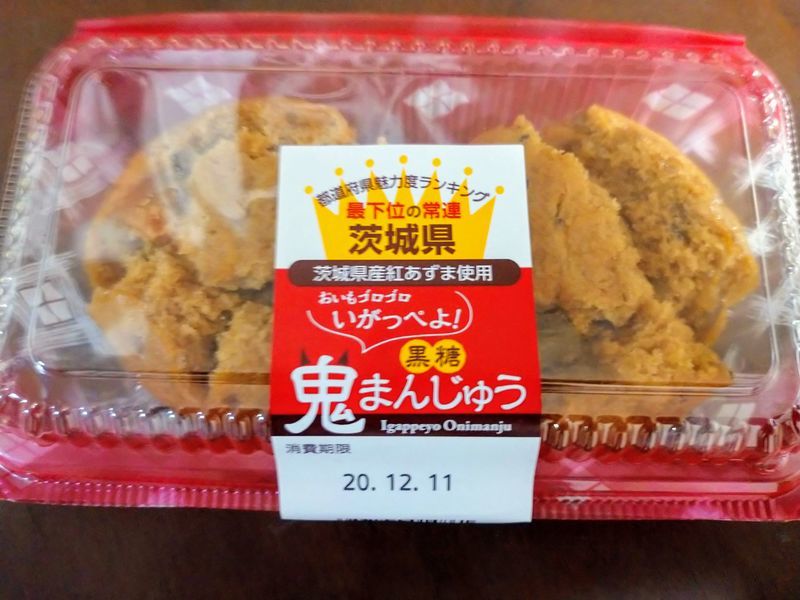 都道府県魅力度ランキング
最下位の常連
茨城県
茨城県産紅あずま使用
おいもゴロゴロ
いがっぺよ!
黒糖
鬼まんじゅう
Igappeyo Onimanju
消費期限
20.12.11